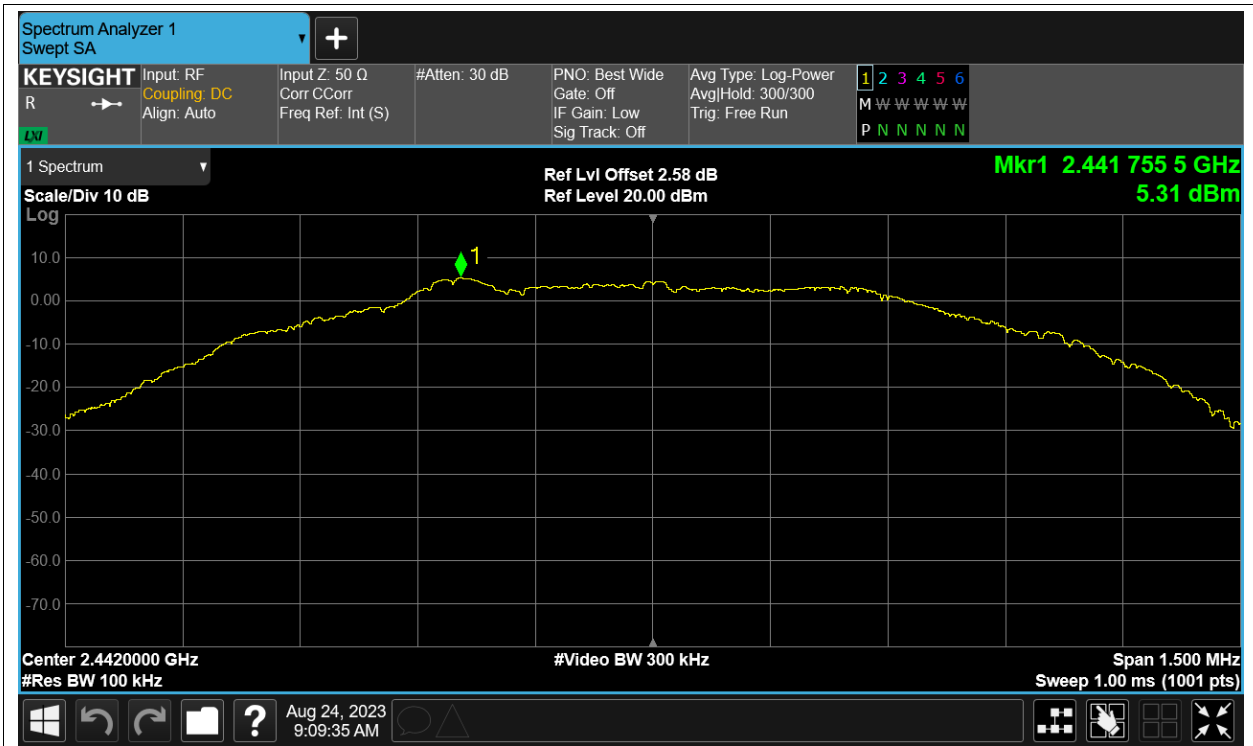 Spectrum Analyzer 1
Swept SA
KEYSIGHT
R
LXI
Input: RF
Coupling: DC
Align: Auto
Input Z: 50 Ω
Corr CCorr
Freq Ref: Int (S)
#Atten: 30 dB
PNO: Best Wide
Gate: Off
IF Gain: Low
Sig Track: Off
Avg Type: Log-Power
Avg|Hold: 300/300
Trig: Free Run
1 2 3 4 5 6
M W W W W W
P N N N N N
1 Spectrum
Scale/Div 10 dB
Ref Lvl Offset 2.58 dB
Ref Level 20.00 dBm
Mkr1 2.441 755 5 GHz
5.31 dBm
Log
1
10.0
0.00
-10.0
-20.0
-30.0
-40.0
-50.0
-60.0
-70.0
Center 2.4420000 GHz
#Video BW 300 kHz
Span 1.500 MHz
#Res BW 100 kHz
Sweep 1.00 ms (1001 pts)
?
Aug 24, 2023
9:09:35 AM